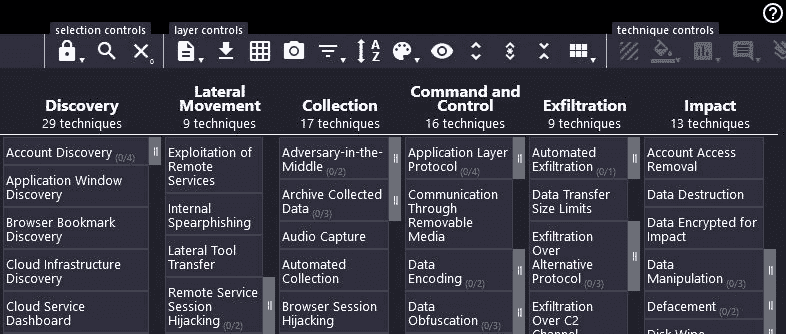 selection controls
layer controls
technique controls
0
Discovery
29 techniques
Account Discovery (0/4)
Application Window
Discovery
Browser Bookmark
Discovery
Cloud Infrastructure
Discovery
Cloud Service
Dashboard
Lateral
Movement
9 techniques
Exploitation of
Remote
Services
Internal
Spearphishing
Lateral Tool
Transfer
Remote Service
Session
Hijacking (0/2)
Collection
17 techniques
Adversary-in-the-
Middle (0/2)
Archive Collected
Data (0/3)
Audio Capture
Automated
Collection
Browser Session
Hijacking
Command and
Control
16 techniques
Application Layer
Protocol (0/4)
Communication
Through
Removable
Media
Data
Encoding (0/2)
Data
Obfuscation (0/3)
Exfiltration
9 techniques
Automated
Exfiltration (0/1)
Data Transfer
Size Limits
Exfiltration
Over
Alternative
Protocol (0/3)
Exfiltration
Over C2
Channel
Impact
13 techniques
Account Access
Removal
Data Destruction
Data Encrypted for
Impact
Data
Manipulation (0/3)
Defacement (0/2)
Disk Wipe